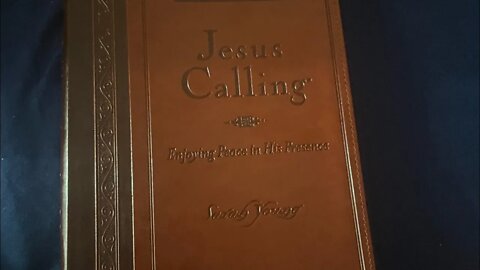 Jesus
Calling
Enjoying Peace in His Presence
Sarah Young